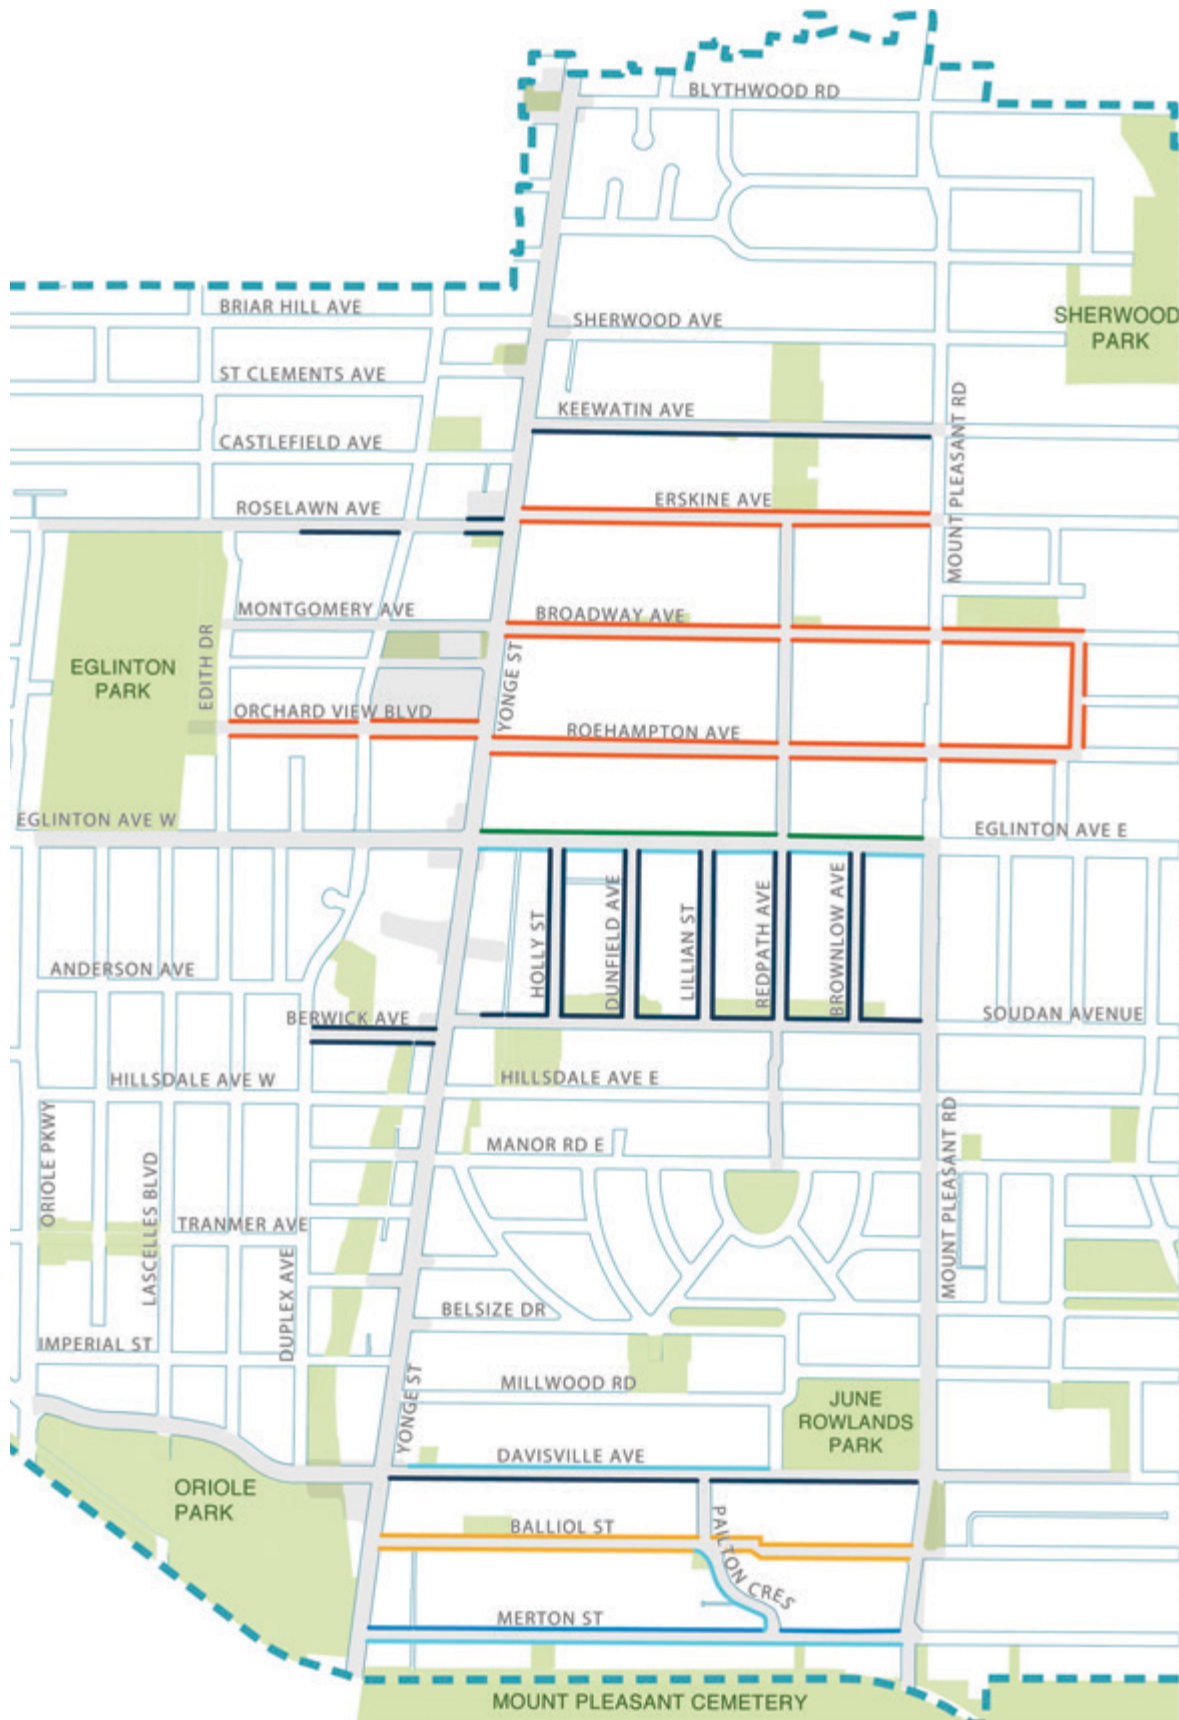 BLYTHWOOD RD
BRIAR HILL AVE
SHERWOOD AVE
SHERWOOD
PARK
ST CLEMENTS AVE
KEEWATIN AVE
MOUNT PLEASANT RD
CASTLEFIELD AVE
ERSKINE AVE
ROSELAWN AVE
MONTGOMERY AVE
BROADWAY AVE
EDITH DR
EGLINTON
PARK
YONGE ST
ORCHARD VIEW BLVD
ROEHAMPTON AVE
EGLINTON AVE W
EGLINTON AVE E
HOLLY ST
DUNFIELD AVE
LILLIAN ST
REDPATH AVE
BROWNLOW AVE
ANDERSON AVE
BERWICK AVE
SOUDAN AVENUE
HILLSDALE AVE W
HILLSDALE AVE E
ORIOLE PKWY
MANOR RD E
MOUNT PLEASANT RD
LASCELLES BLVD
TRANMER AVE
DUPLEX AVE
BELSIZE DR
IMPERIAL ST
YONGE ST
MILLWOOD RD
JUNE
ROWLANDS
PARK
DAVISVILLE AVE
ORIOLE
PARK
BALLIOL ST
PAILTON CRES
MERTON ST
MOUNT PLEASANT CEMETERY